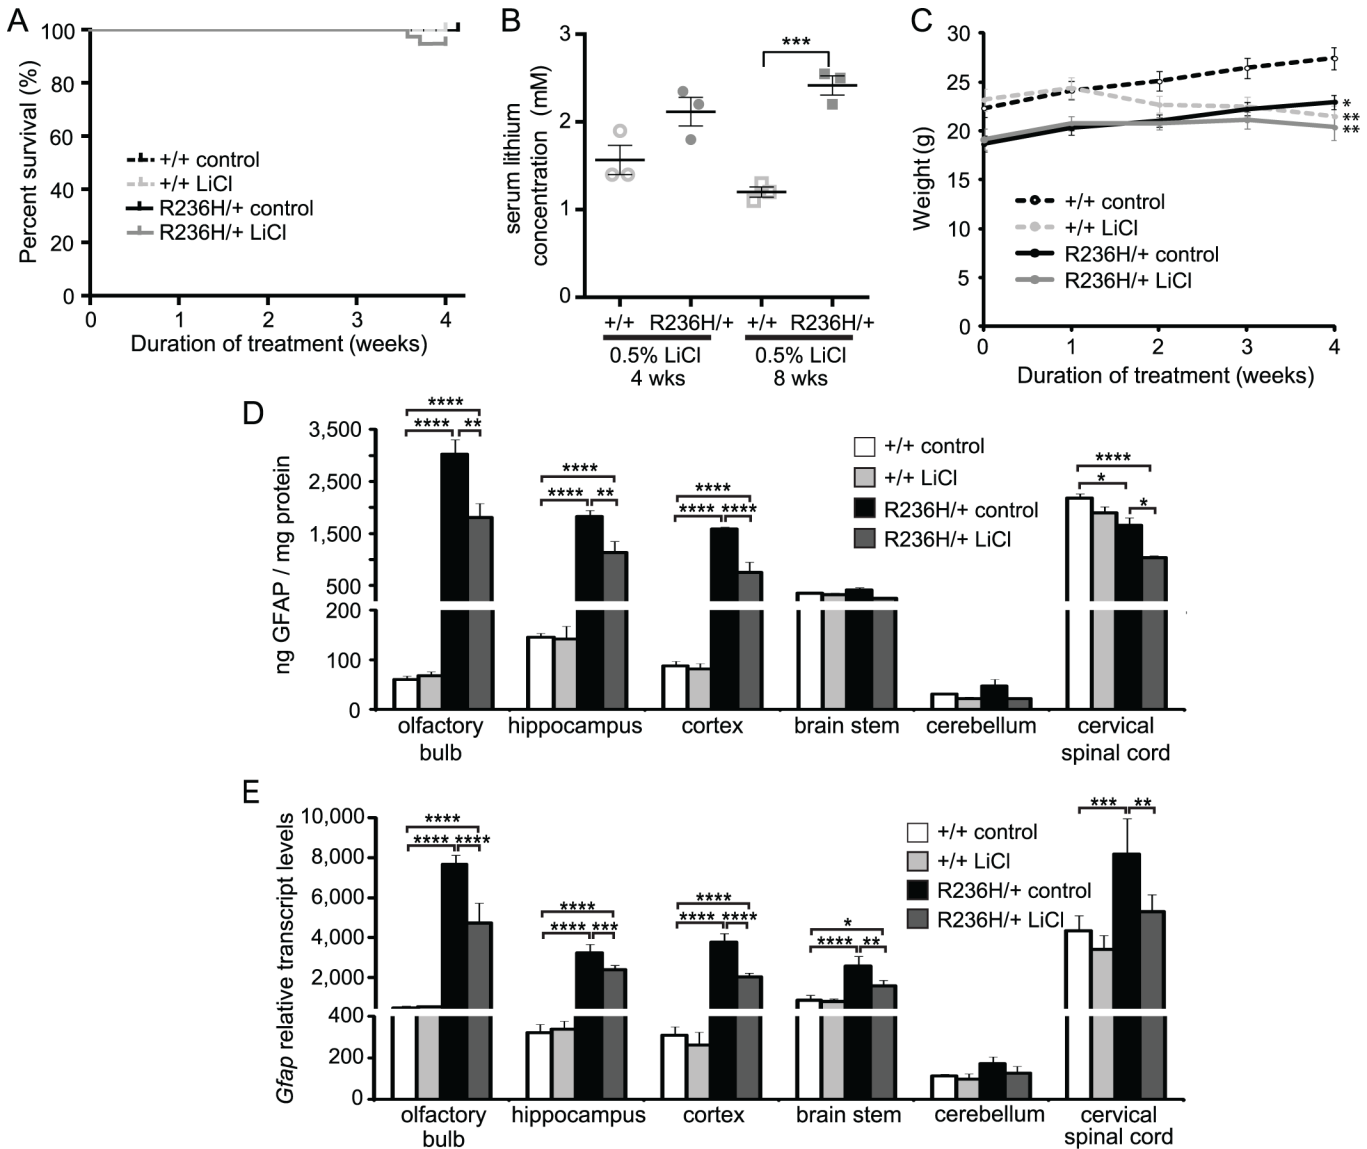 A
100
80
60
40
20
0
Percent survival (%)
+/+ control
+/+ LiCl
R236H/+ control
R236H/+ LiCl
0 1 2 3 4
Duration of treatment (weeks)
B
3
2
1
0
serum lithium
concentration (mM)
***
+/+ R236H/+ +/+ R236H/+
0.5% LiCl 0.5% LiCl
4 wks 8 wks
C
30
25
20
15
10
5
0
Weight (g)
*
**
**
+/+ control
+/+ LiCl
R236H/+ control
R236H/+ LiCl
0 1 2 3 4
Duration of treatment (weeks)
D
3,500
2,500
1,500
500
200
100
0
ng GFAP / mg protein
****
**** **
****
**** **
****
**** ****
****
*
*
+/+ control
+/+ LiCl
R236H/+ control
R236H/+ LiCl
olfactory hippocampus cortex brain stem cerebellum cervical
bulb spinal cord
E
10,000
8,000
6,000
4,000
2,000
400
200
0
Gfap relative transcript levels
****
**** ****
****
**** ***
****
**** ****
*
**** **
*** **
+/+ control
+/+ LiCl
R236H/+ control
R236H/+ LiCl
olfactory hippocampus cortex brain stem cerebellum cervical
bulb spinal cord